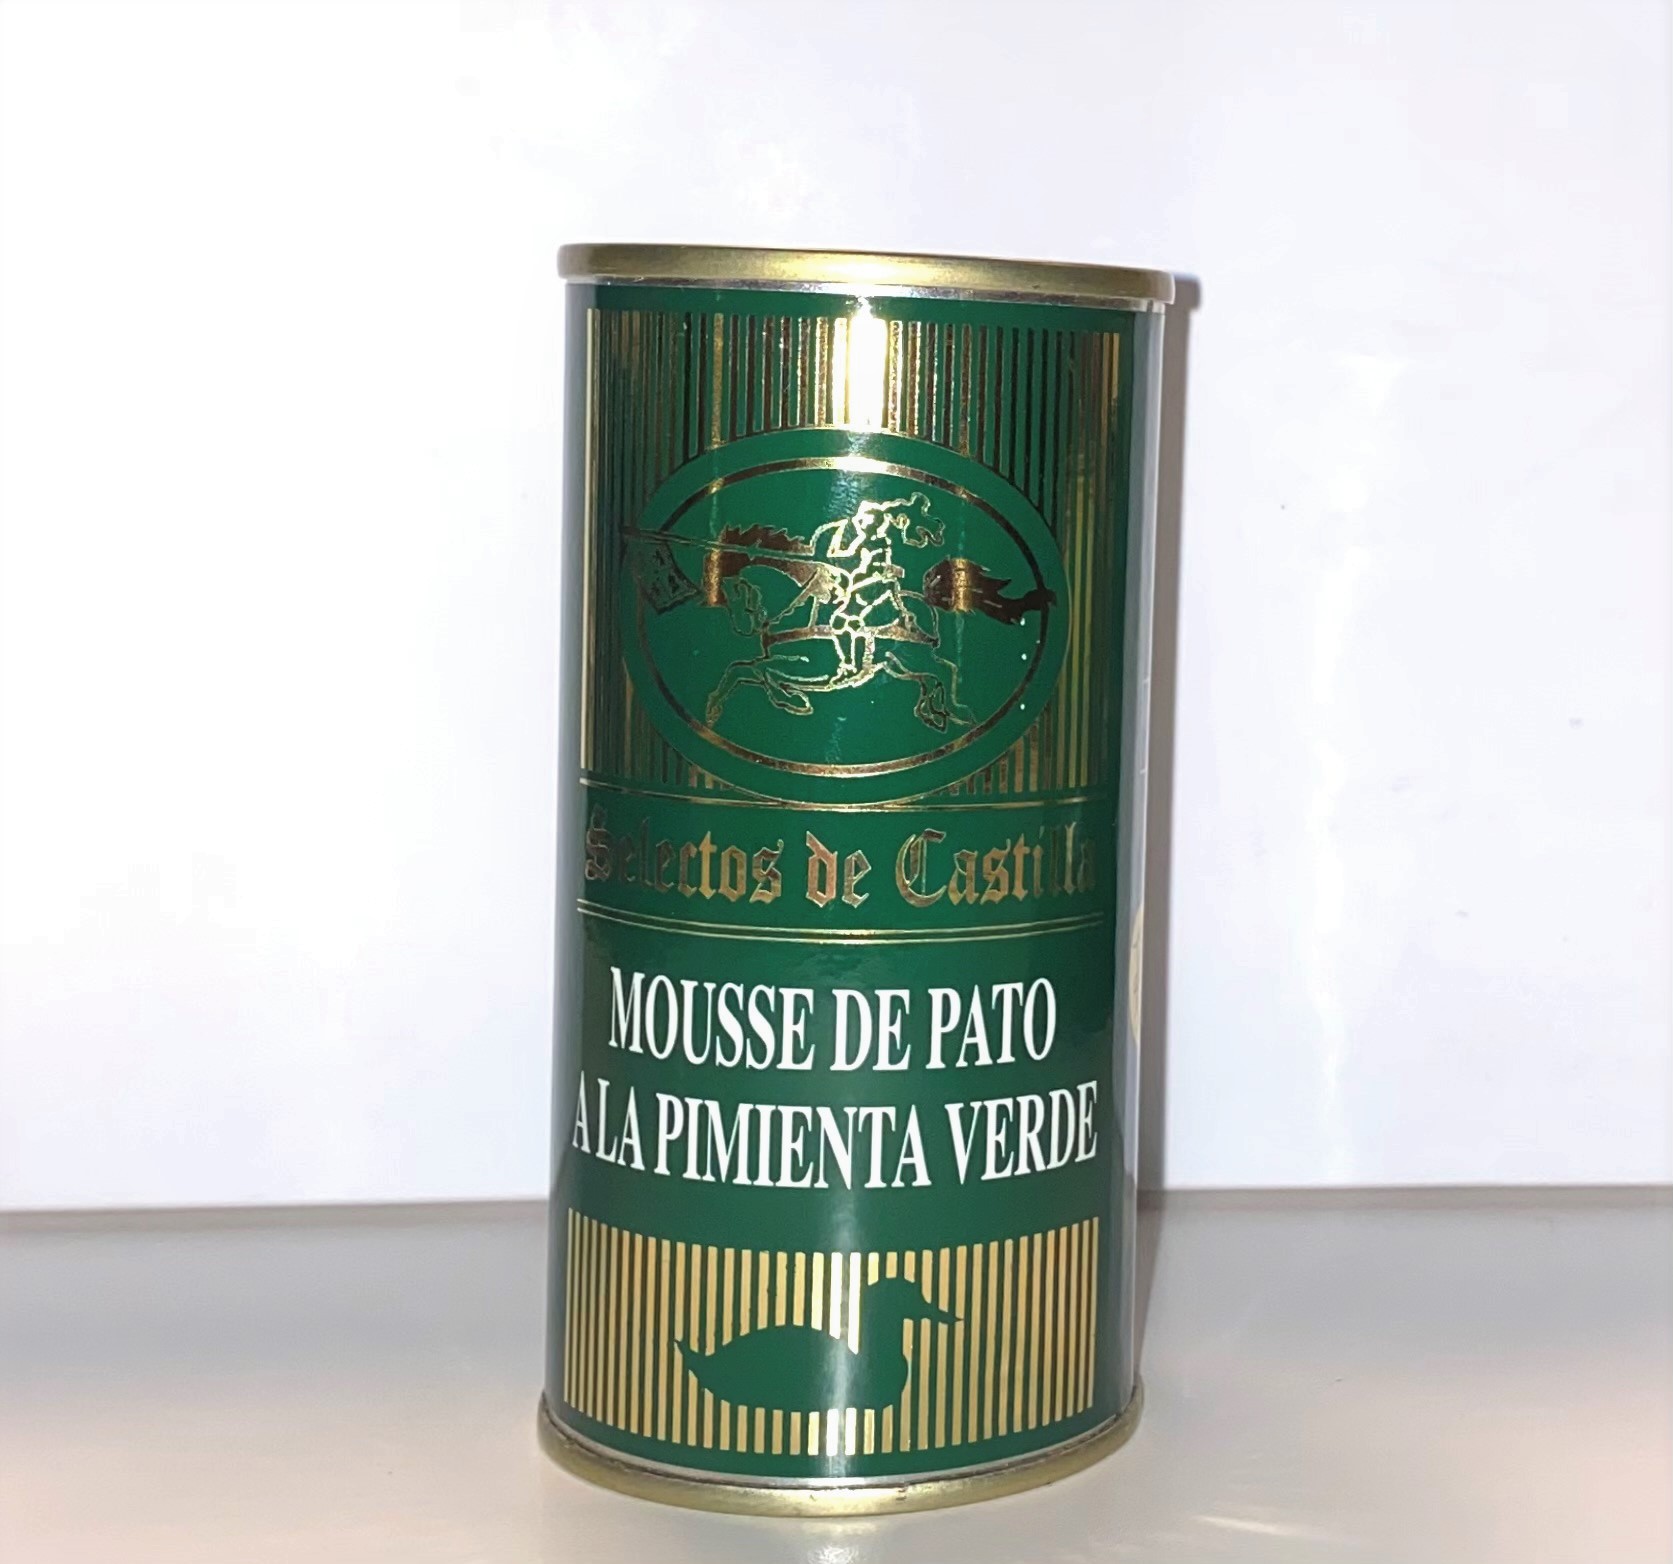 Selectos de Castilla
MOUSSE DE PATO
A LA PIMIENTA VERDE